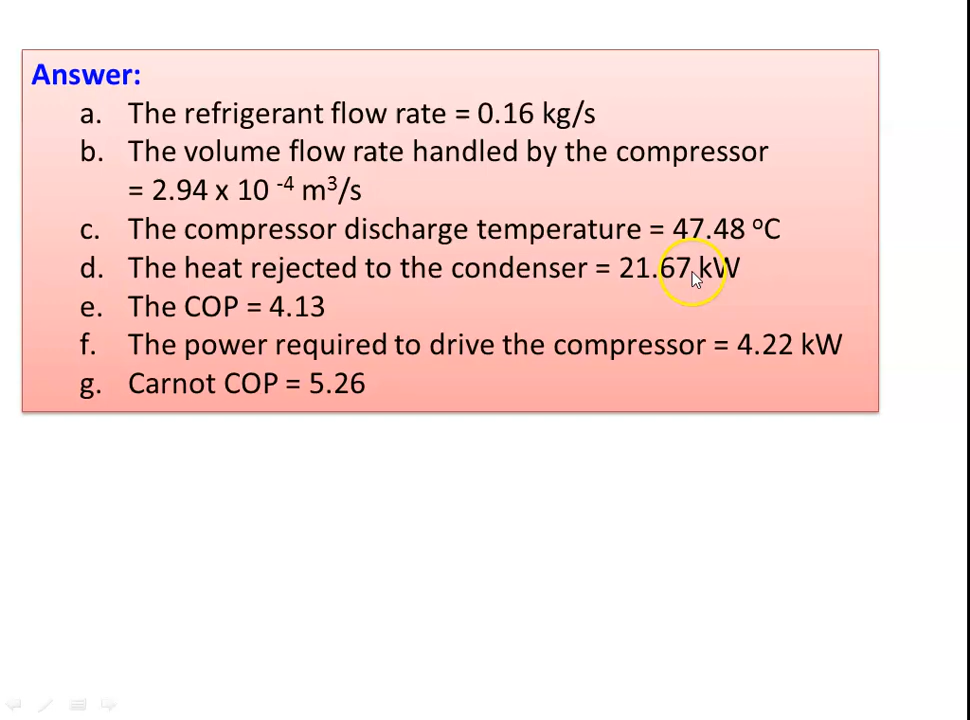 Answer:
a. The refrigerant flow rate = 0.16 kg/s
b. The volume flow rate handled by the compressor
= 2.94 x 10 ⁻⁴ m³/s
c. The compressor discharge temperature = 47.48 ᵒC
d. The heat rejected to the condenser = 21.67 kW
e. The COP = 4.13
f. The power required to drive the compressor = 4.22 kW
g. Carnot COP = 5.26